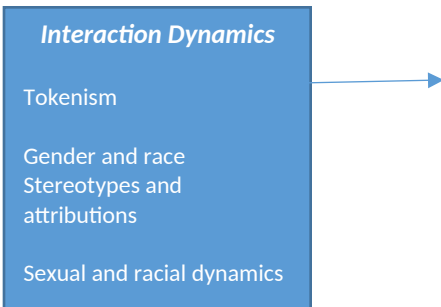 Interaction Dynamics
Tokenism
Gender and race
Stereotypes and
attributions
Sexual and racial dynamics